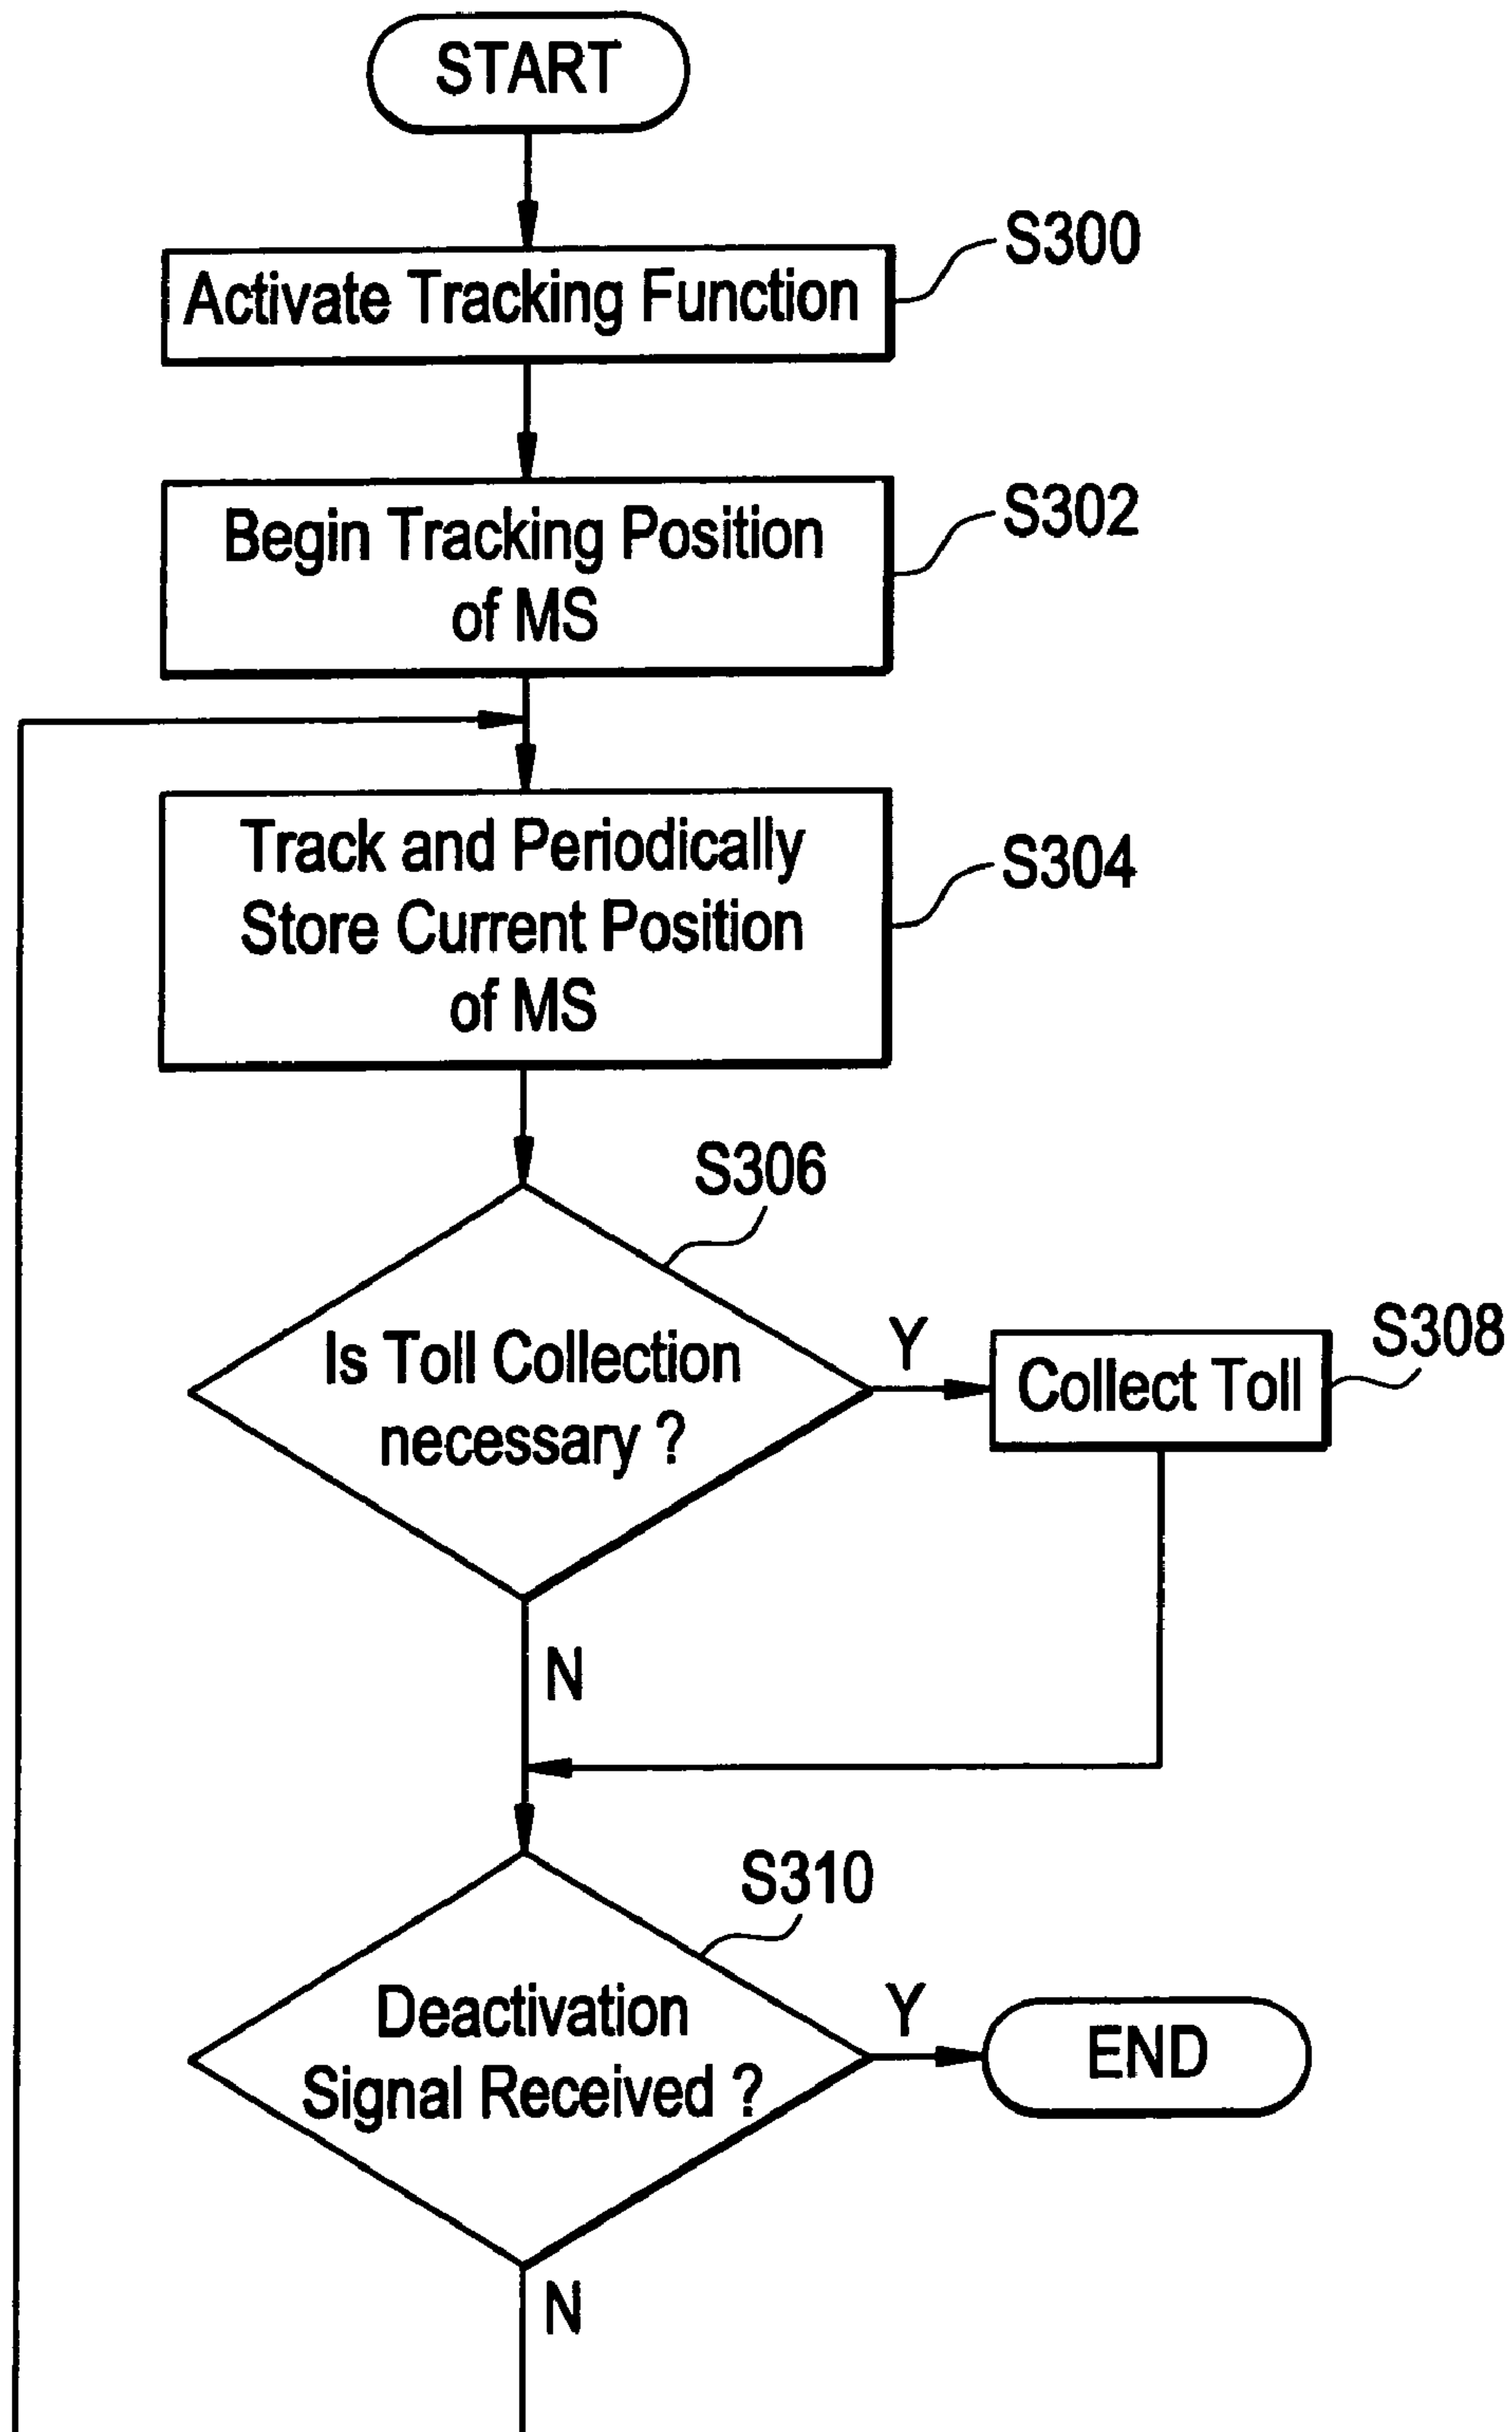 START
S300
Activate Tracking Function
S302
Begin Tracking Position
of MS
S304
Track and Periodically
Store Current Position
of MS
S306
Is Toll Collection
necessary ?
Y
S308
Collect Toll
N
S310
Deactivation
Signal Received ?
Y
END
N